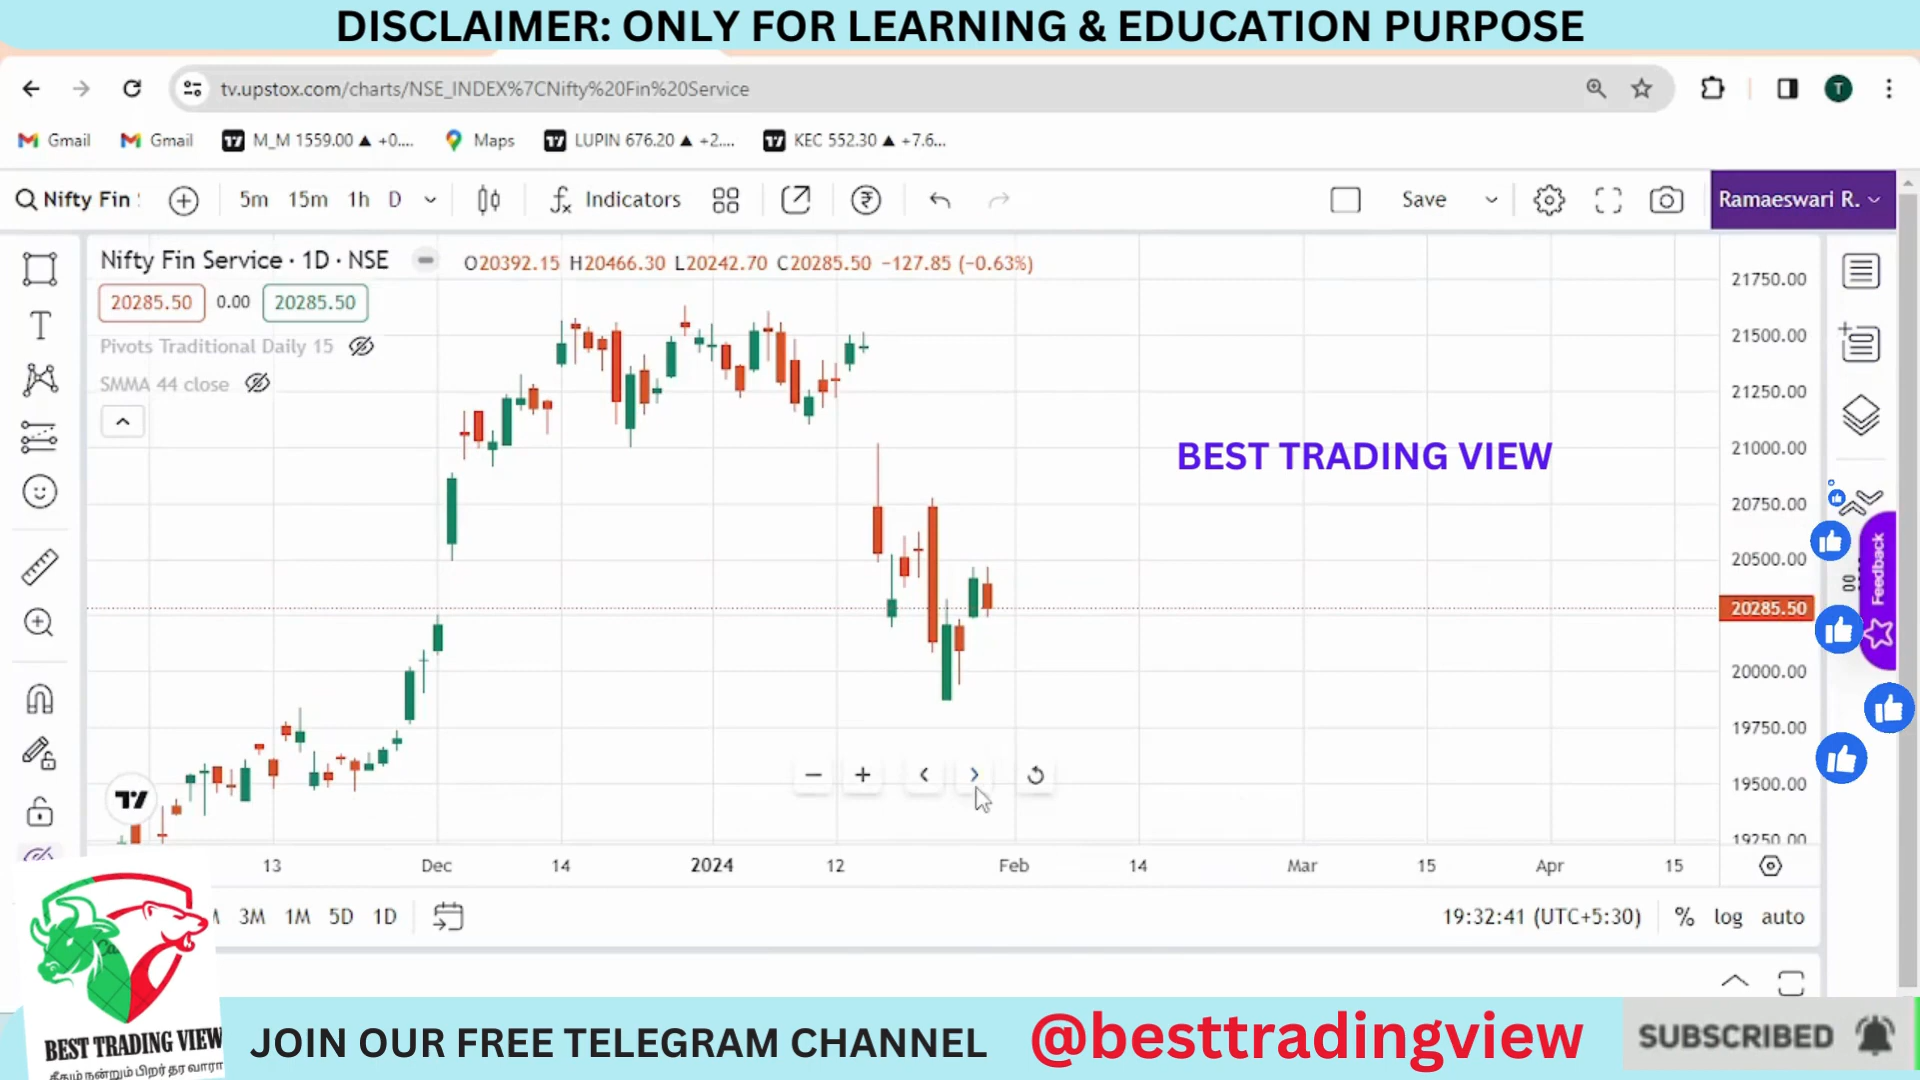 DISCLAIMER: ONLY FOR LEARNING & EDUCATION PURPOSE
tv.upstox.com/charts/NSE_INDEX%7CNifty%20Fin%20Service
T
Gmail
Gmail
M_M 1559.00 ▲ +0....
Maps
LUPIN 676.20 ▲ +2....
KEC 552.30 ▲ +7.6...
Nifty Fin
5m 15m 1h D
Indicators
Save
Ramaeswari R.
Nifty Fin Service · 1D · NSE
O20392.15 H20466.30 L20242.70 C20285.50 −127.85 (−0.63%)
20285.50 0.00 20285.50
Pivots Traditional Daily 15
SMMA 44 close
BEST TRADING VIEW
21750.00
21500.00
21250.00
21000.00
20750.00
20500.00
20285.50
20000.00
19750.00
19500.00
19250.00
Feedback
13 Dec 14 2024 12 Feb 14 Mar 15 Apr 15
3M 1M 5D 1D
19:32:41 (UTC+5:30) % log auto
BEST TRADING VIEW
JOIN OUR FREE TELEGRAM CHANNEL @besttradingview
SUBSCRIBED